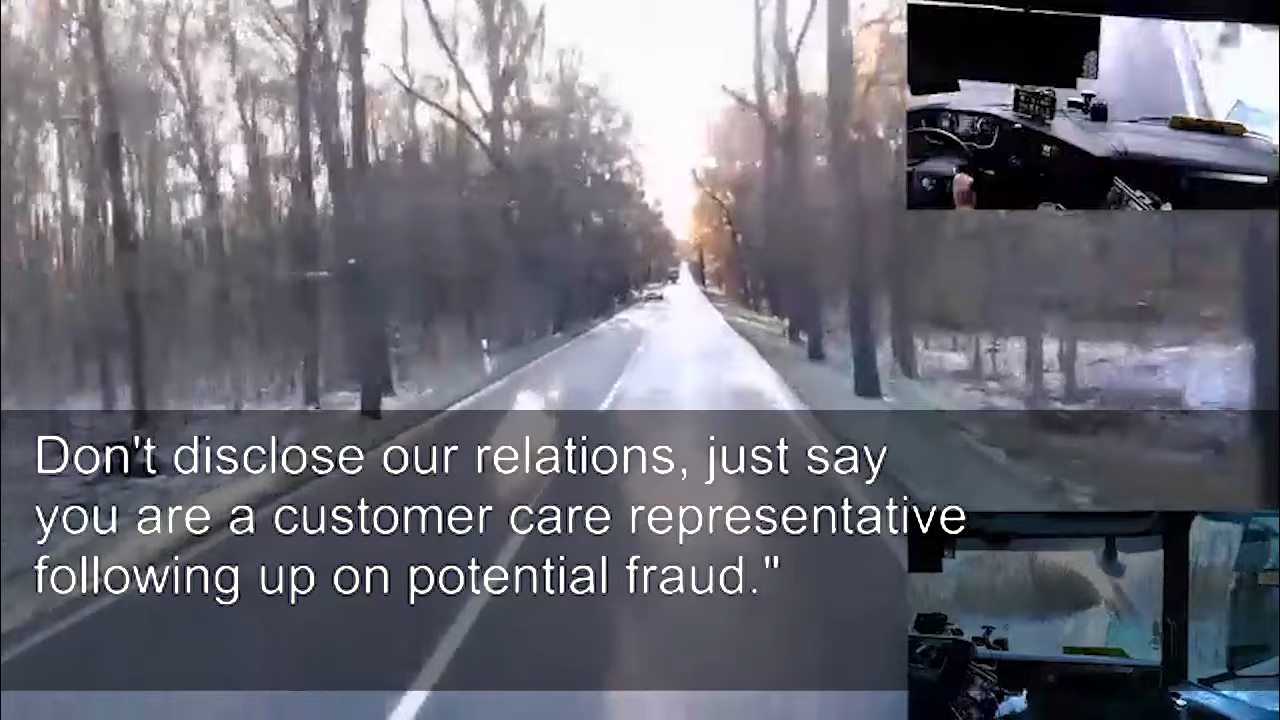 Don't disclose our relations, just say
you are a customer care representative
following up on potential fraud."